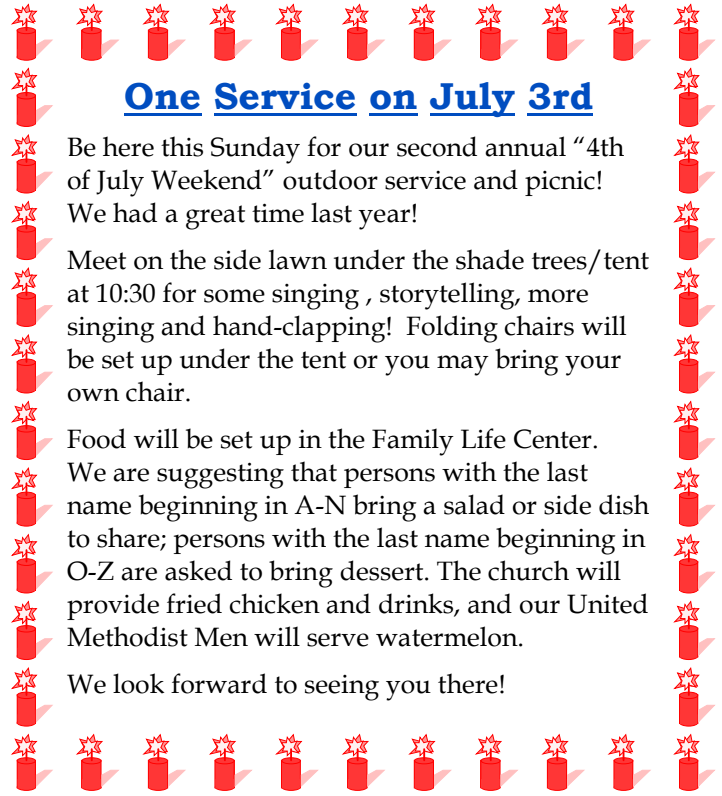 One Service on July 3rd
Be here this Sunday for our second annual “4th
of July Weekend” outdoor service and picnic!
We had a great time last year!
Meet on the side lawn under the shade trees/tent
at 10:30 for some singing , storytelling, more
singing and hand-clapping!  Folding chairs will
be set up under the tent or you may bring your
own chair.
Food will be set up in the Family Life Center.
We are suggesting that persons with the last
name beginning in A-N bring a salad or side dish
to share; persons with the last name beginning in
O-Z are asked to bring dessert. The church will
provide fried chicken and drinks, and our United
Methodist Men will serve watermelon.
We look forward to seeing you there!